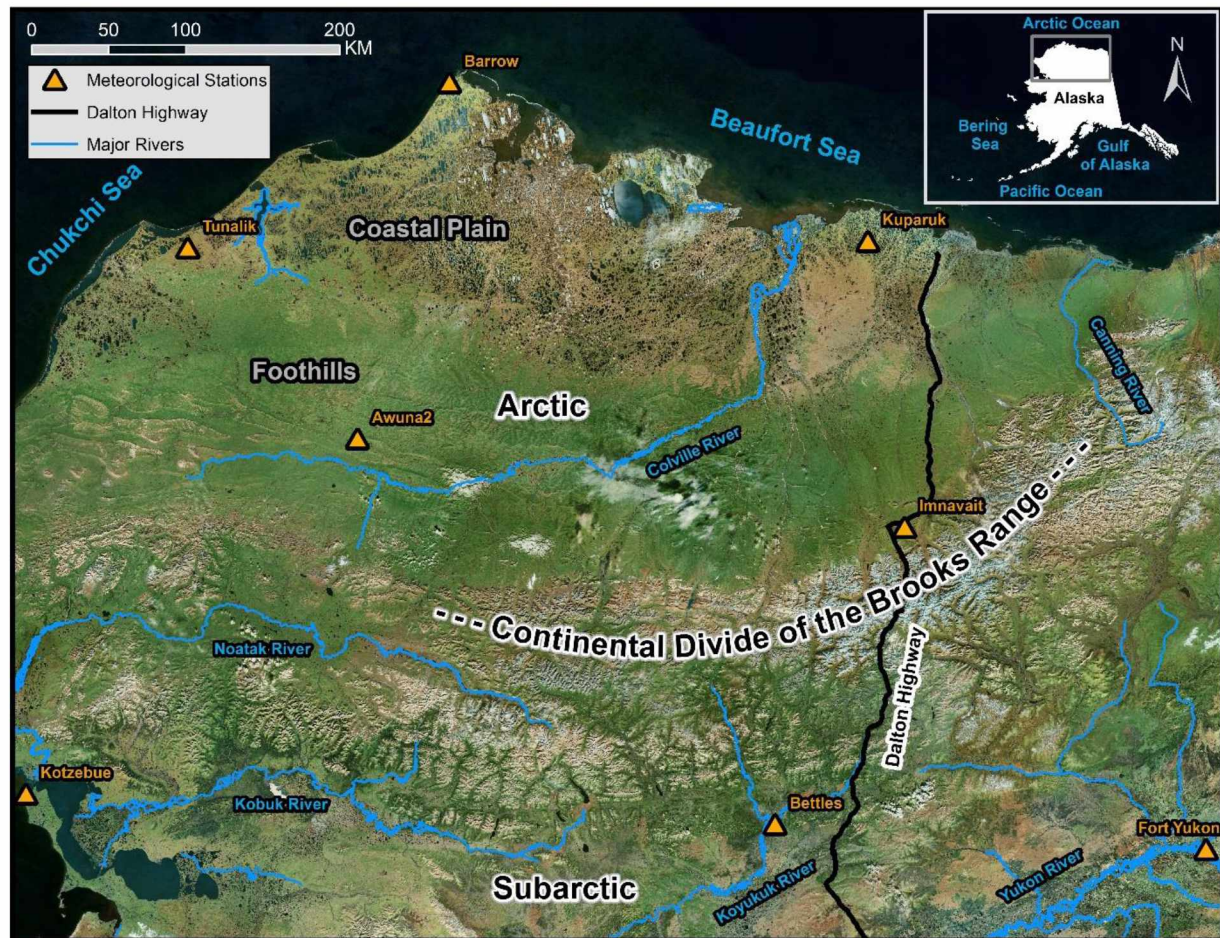 0 50 100 200
KM
Meteorological Stations
Dalton Highway
Major Rivers
Arctic Ocean
N
Alaska
Bering
Sea
Gulf
of Alaska
Pacific Ocean
Barrow
Beaufort Sea
Chukchi Sea
Tunalik
Coastal Plain
Kuparuk
Foothills
Canning River
Awuna2
Arctic
Colville River
Imnavait
--- Continental Divide of the Brooks Range ---
Noatak River
Dalton Highway
Kotzebue
Kobuk River
Bettles
Fort Yukon
Subarctic
Koyukuk River
Yukon River